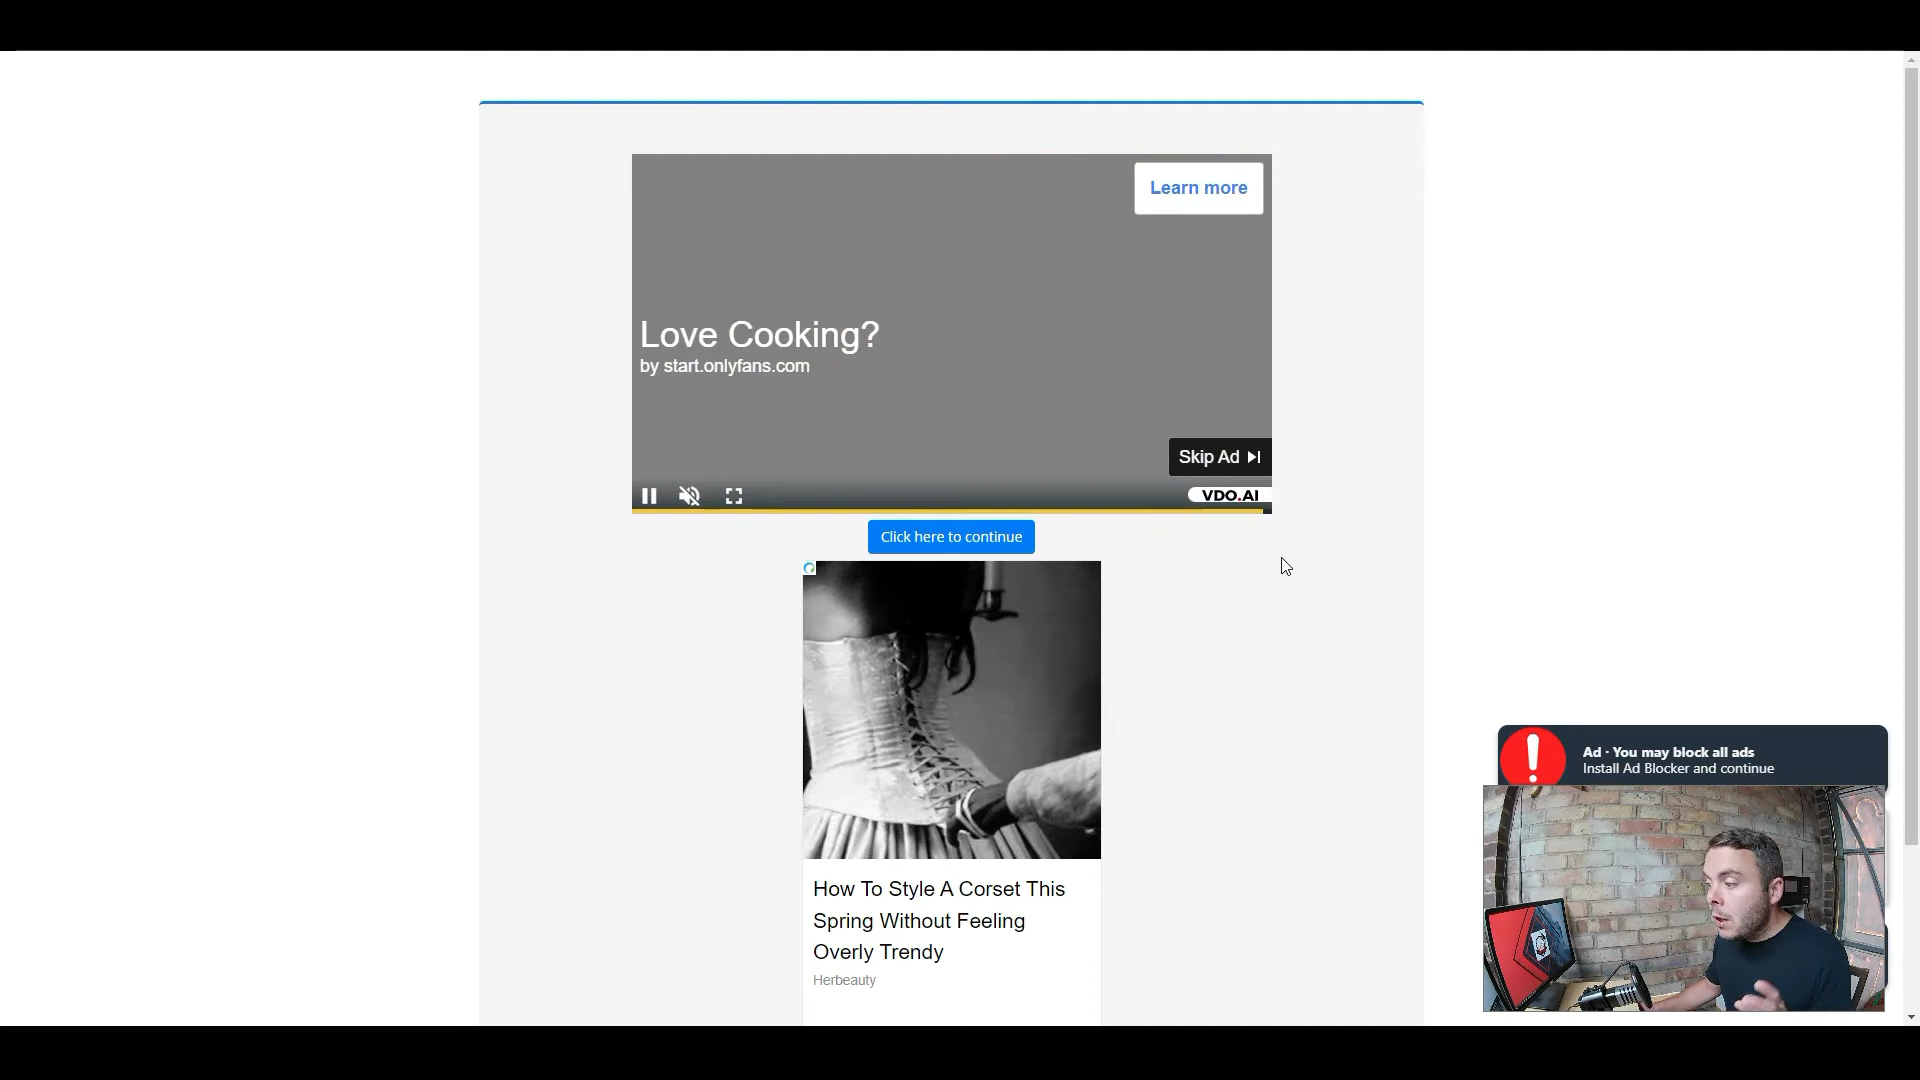 Learn more
Love Cooking?
by start.onlyfans.com
Skip Ad
VDO.AI
Click here to continue
How To Style A Corset This
Spring Without Feeling
Overly Trendy
Herbeauty
Ad · You may block all ads
Install Ad Blocker and continue